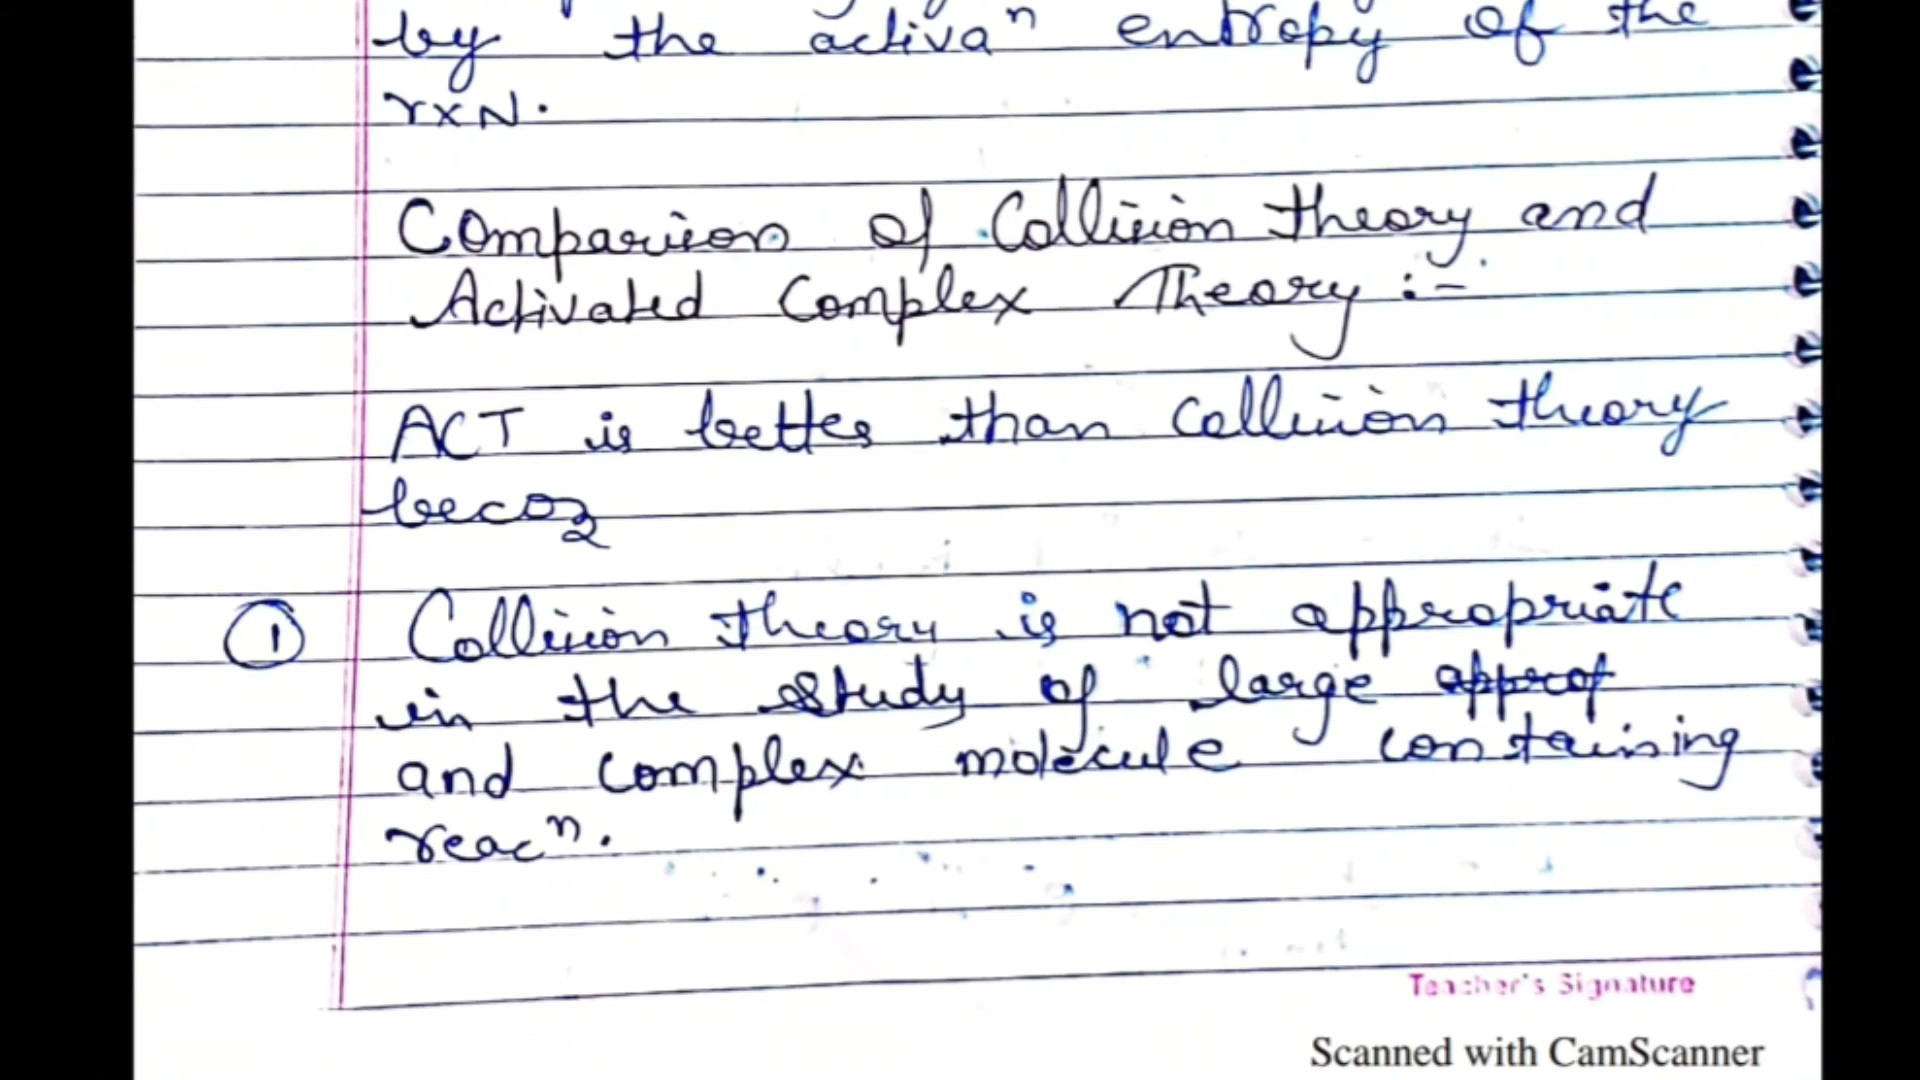 by the activaⁿ entropy of the
rxN.
Comparison of Collision theory and
Activated Complex Theory :-
ACT is better than Collision theory
becoz
① Collision theory is not appropriate
in the study of large approp
and complex molecule containing
reacⁿ.
Teacher's Signature
Scanned with CamScanner